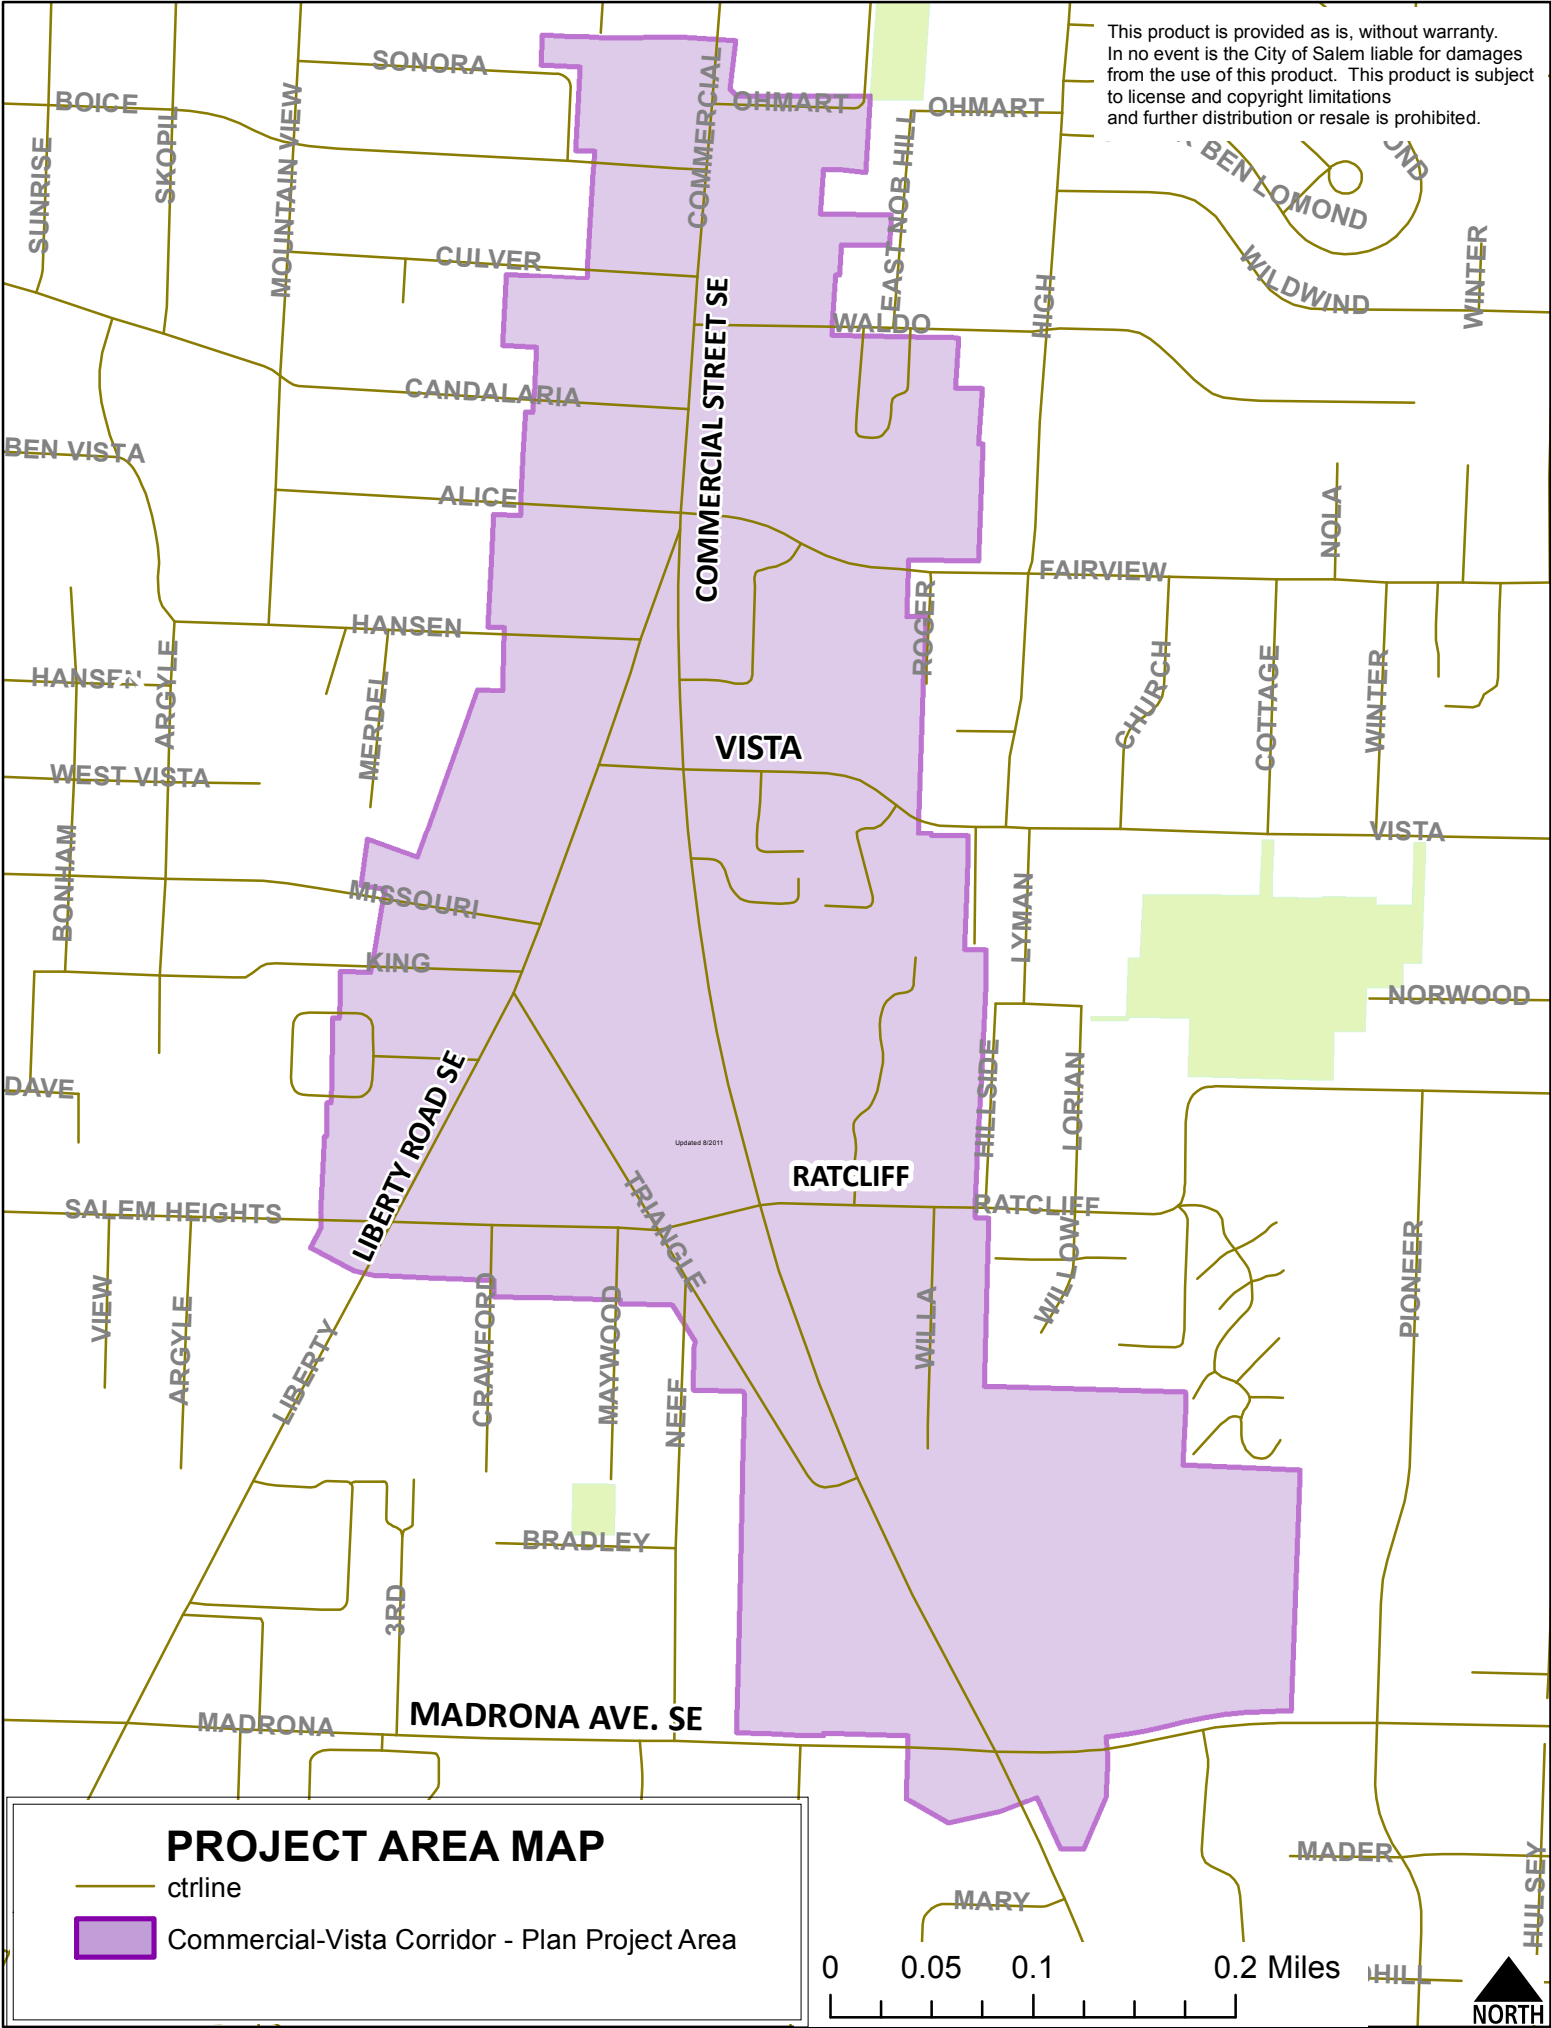 This product is provided as is, without warranty.
In no event is the City of Salem liable for damages
from the use of this product. This product is subject
to license and copyright limitations
and further distribution or resale is prohibited.
SONORA
BOICE
OHMART
OHMART
COMMERCIAL
MOUNTAIN VIEW
SKOPIL
SUNRISE
EAST NOB HILL
BEN LOMOND
OND
CULVER
WILDWIND
WINTER
HIGH
WALDO
COMMERCIAL STREET SE
CANDALARIA
BEN VISTA
ALICE
NOLA
FAIRVIEW
ROGER
HANSEN
HANSEN
ARGYLE
MERDEL
CHURCH
COTTAGE
WINTER
VISTA
WEST VISTA
VISTA
BONHAM
MISSOURI
LYMAN
KING
NORWOOD
DAVE
LIBERTY ROAD SE
HILLSIDE
LORIAN
Updated 8/2011
RATCLIFF
TRIANGLE
SALEM HEIGHTS
RATCLIFF
WILLOW
VIEW
ARGYLE
LIBERTY
CRAWFORD
MAYWOOD
NEEF
WILLA
PIONEER
BRADLEY
3RD
MADRONA AVE. SE
MADRONA
PROJECT AREA MAP
ctrline
Commercial-Vista Corridor - Plan Project Area
MADER
HULSEY
MARY
0 0.05 0.1 0.2 Miles
HILL
NORTH